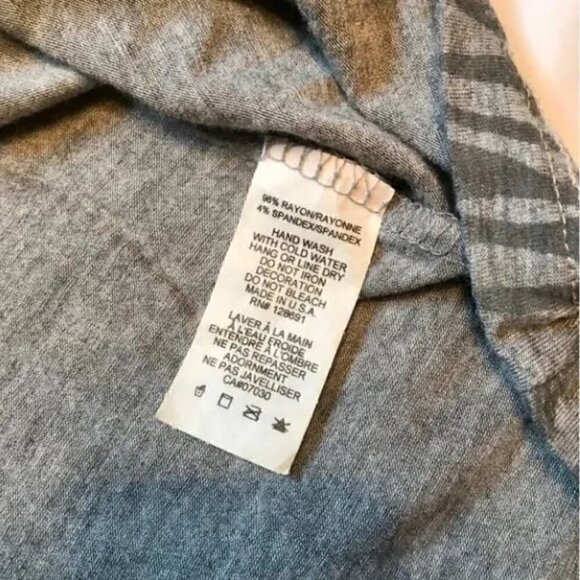 96% RAYON/RAYONNE
4% SPANDEX/SPANDEX
HAND WASH
WITH COLD WATER
HANG OR LINE DRY
DO NOT IRON
DECORATION
DO NOT BLEACH
MADE IN U.S.A.
RN# 128691
LAVER À LA MAIN
À L'EAU FROIDE
ENTENDRE À L'OMBRE
NE PAS REPASSER
ADORNMENT
NE PAS JAVELLISER
CA#07030